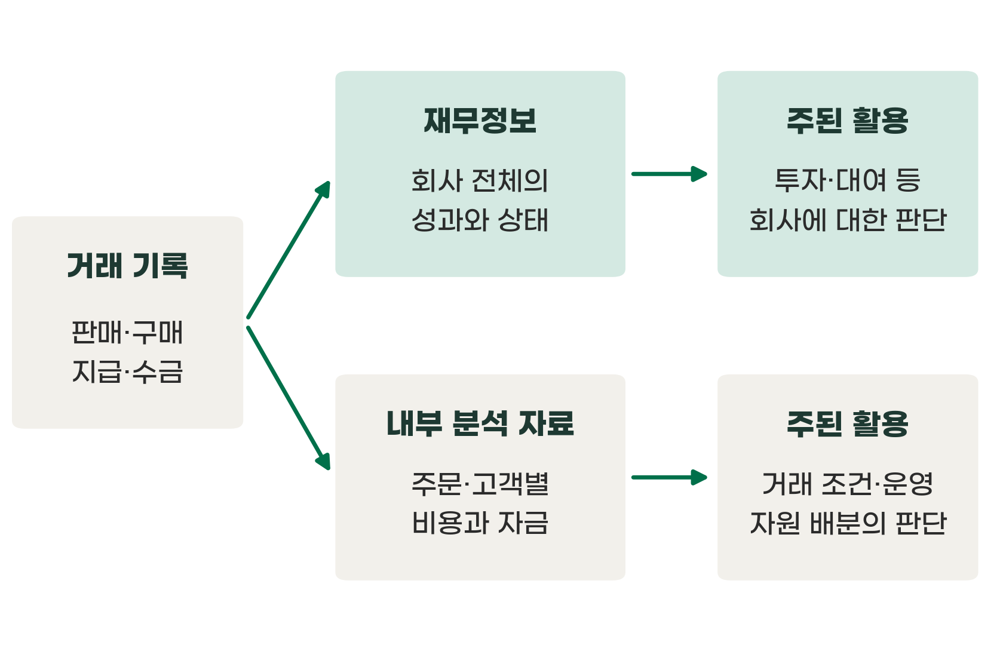 거래 기록
판매·구매
지급·수금
재무정보
회사 전체의
성과와 상태
주된 활용
투자·대여 등
회사에 대한 판단
내부 분석 자료
주문·고객별
비용과 자금
주된 활용
거래 조건·운영
자원 배분의 판단